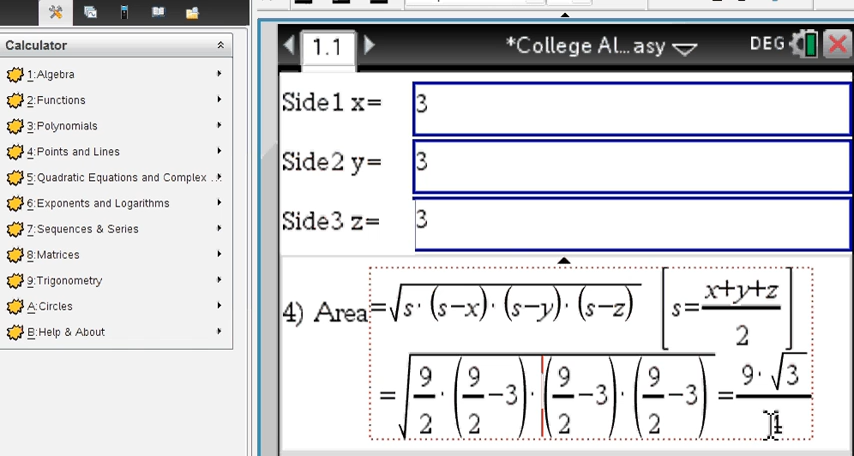 Calculator
1:Algebra
2:Functions
3:Polynomials
4:Points and Lines
5:Quadratic Equations and Complex ...
6:Exponents and Logarithms
7:Sequences & Series
8:Matrices
9:Trigonometry
A:Circles
B:Help & About
1.1 *College Al...asy DEG
Side1 x= 3
Side2 y= 3
Side3 z= 3
4) Area=√(s·(s−x)·(s−y)·(s−z)) [s=(x+y+z)/2]
=√(9/2·(9/2−3)·(9/2−3)·(9/2−3))=(9·√3)/4